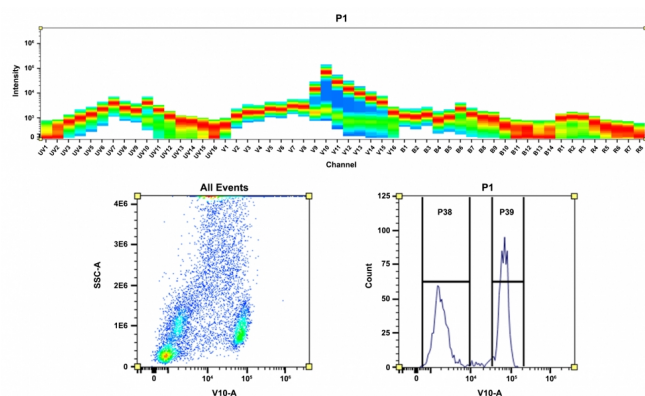 P1
Intensity
10⁶
10⁵
10⁴
10³
0
UV1 UV2 UV3 UV4 UV5 UV6 UV7 UV8 UV9 UV10 UV11 UV12 UV13 UV14 UV15 UV16 V1 V2 V3 V4 V5 V6 V7 V8 V9 V10 V11 V12 V13 V14 V15 V16 B1 B2 B3 B4 B5 B6 B7 B8 B9 B10 B11 B12 B13 B14 R1 R2 R3 R4 R5 R6 R7 R8
Channel
All Events
SSC-A
4E6
3E6
2E6
1E6
0
0 10⁴ 10⁵ 10⁶
V10-A
P1
Count
125
100
75
50
25
0
P38 P39
0 10⁴ 10⁵ 10⁶
V10-A